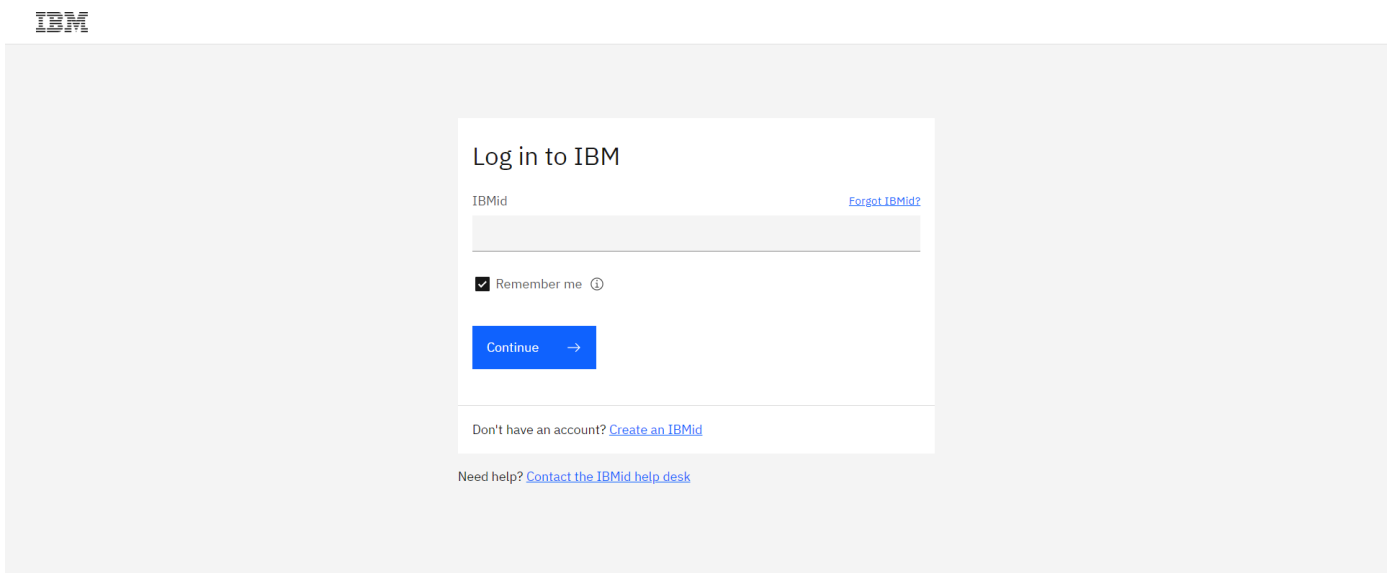 IBM
Log in to IBM
IBMid Forgot IBMid?
Remember me
Continue
Don't have an account? Create an IBMid
Need help? Contact the IBMid help desk